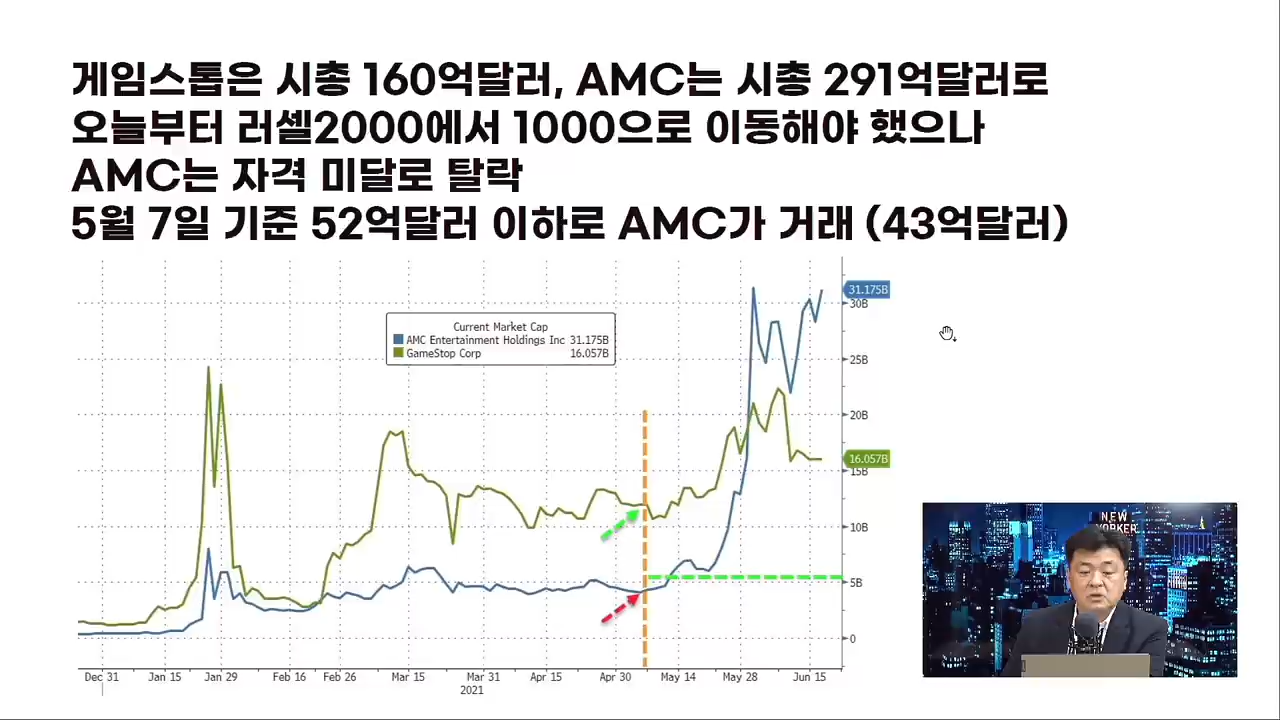 게임스톱은 시총 160억달러, AMC는 시총 291억달러로
오늘부터 러셀2000에서 1000으로 이동해야 했으나
AMC는 자격 미달로 탈락
5월 7일 기준 52억달러 이하로 AMC가 거래 (43억달러)
Current Market Cap
AMC Entertainment Holdings Inc 31.175B
GameStop Corp 16.057B
31.175B
30B
25B
20B
16.057B
15B
10B
5B
0
Dec 31 Jan 15 Jan 29 Feb 16 Feb 26 Mar 15 Mar 31 Apr 15 Apr 30 May 14 May 28 Jun 15
2021
NEW
YORKER